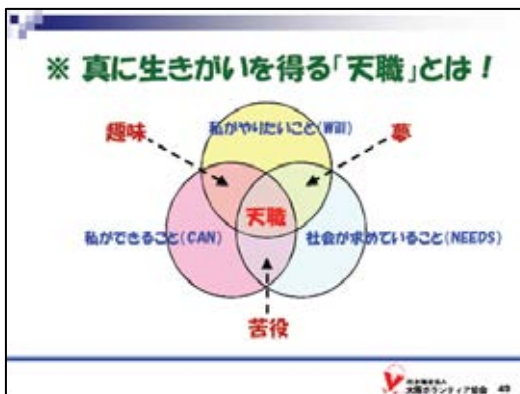 ※ 真に生きがいを得る「天職」とは!
趣味
私がやりたいこと(Will)
夢
天職
私ができること(CAN)
社会が求めていること(NEEDS)
苦役
大阪ボランティア協会
49